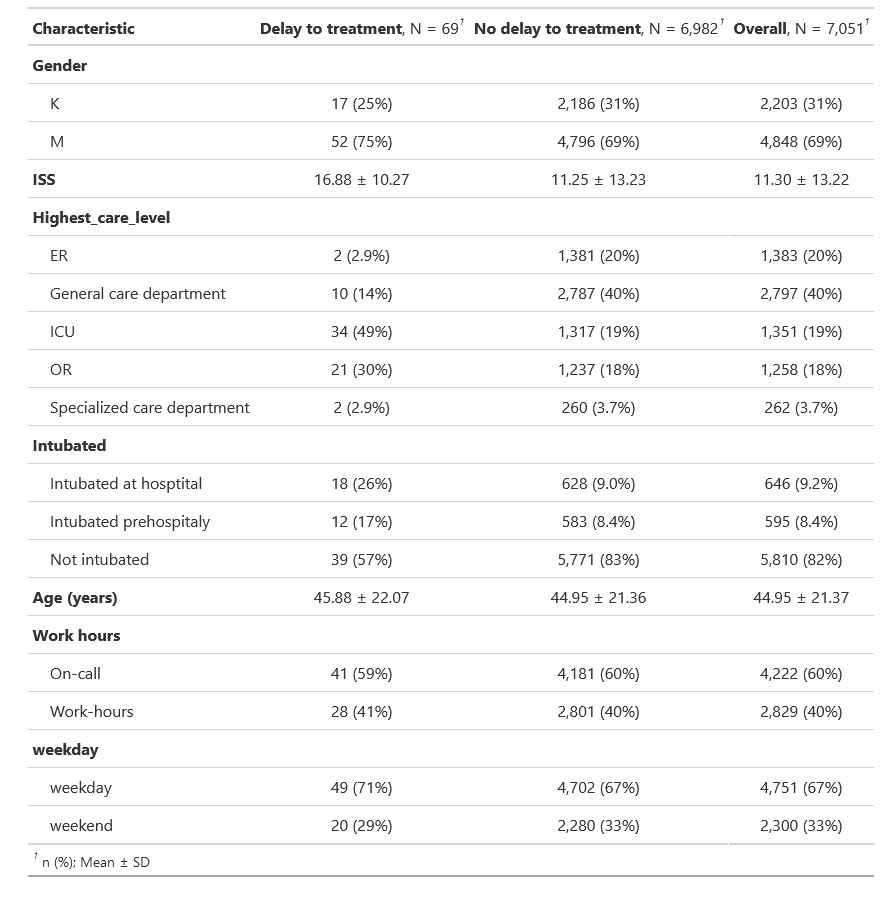 Characteristic Delay to treatment, N = 69¹ No delay to treatment, N = 6,982¹ Overall, N = 7,051¹
Gender
K 17 (25%) 2,186 (31%) 2,203 (31%)
M 52 (75%) 4,796 (69%) 4,848 (69%)
ISS 16.88 ± 10.27 11.25 ± 13.23 11.30 ± 13.22
Highest_care_level
ER 2 (2.9%) 1,381 (20%) 1,383 (20%)
General care department 10 (14%) 2,787 (40%) 2,797 (40%)
ICU 34 (49%) 1,317 (19%) 1,351 (19%)
OR 21 (30%) 1,237 (18%) 1,258 (18%)
Specialized care department 2 (2.9%) 260 (3.7%) 262 (3.7%)
Intubated
Intubated at hosptital 18 (26%) 628 (9.0%) 646 (9.2%)
Intubated prehospitaly 12 (17%) 583 (8.4%) 595 (8.4%)
Not intubated 39 (57%) 5,771 (83%) 5,810 (82%)
Age (years) 45.88 ± 22.07 44.95 ± 21.36 44.95 ± 21.37
Work hours
On-call 41 (59%) 4,181 (60%) 4,222 (60%)
Work-hours 28 (41%) 2,801 (40%) 2,829 (40%)
weekday
weekday 49 (71%) 4,702 (67%) 4,751 (67%)
weekend 20 (29%) 2,280 (33%) 2,300 (33%)
¹ n (%); Mean ± SD